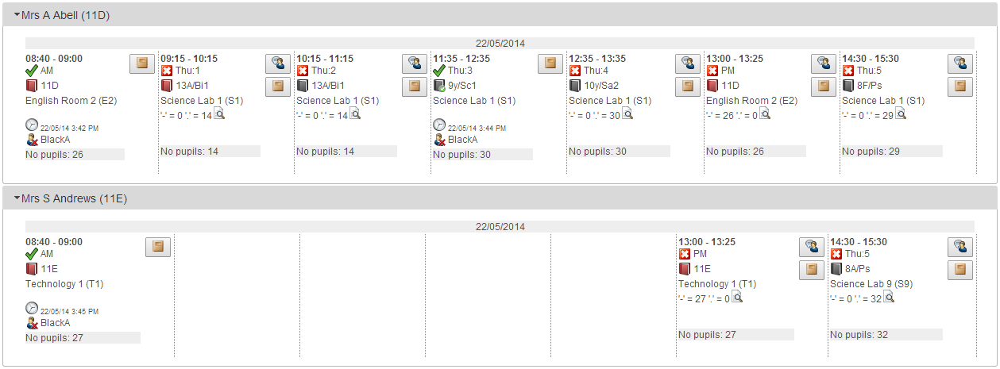 Mrs A Abell (11D)
22/05/2014
08:40 - 09:00
AM
11D
English Room 2 (E2)
22/05/14 3:42 PM
BlackA
No pupils: 26
09:15 - 10:15
Thu:1
13A/Bi1
Science Lab 1 (S1)
'-' = 0 '.' = 14
No pupils: 14
10:15 - 11:15
Thu:2
13A/Bi1
Science Lab 1 (S1)
'-' = 0 '.' = 14
No pupils: 14
11:35 - 12:35
Thu:3
9y/Sc1
Science Lab 1 (S1)
22/05/14 3:44 PM
BlackA
No pupils: 30
12:35 - 13:35
Thu:4
10y/Sa2
Science Lab 1 (S1)
'-' = 0 '.' = 30
No pupils: 30
13:00 - 13:25
PM
11D
English Room 2 (E2)
'-' = 26 '.' = 0
No pupils: 26
14:30 - 15:30
Thu:5
8F/Ps
Science Lab 1 (S1)
'-' = 0 '.' = 29
No pupils: 29
Mrs S Andrews (11E)
22/05/2014
08:40 - 09:00
AM
11E
Technology 1 (T1)
22/05/14 3:45 PM
BlackA
No pupils: 27
13:00 - 13:25
PM
11E
Technology 1 (T1)
'-' = 27 '.' = 0
No pupils: 27
14:30 - 15:30
Thu:5
8A/Ps
Science Lab 9 (S9)
'-' = 0 '.' = 32
No pupils: 32